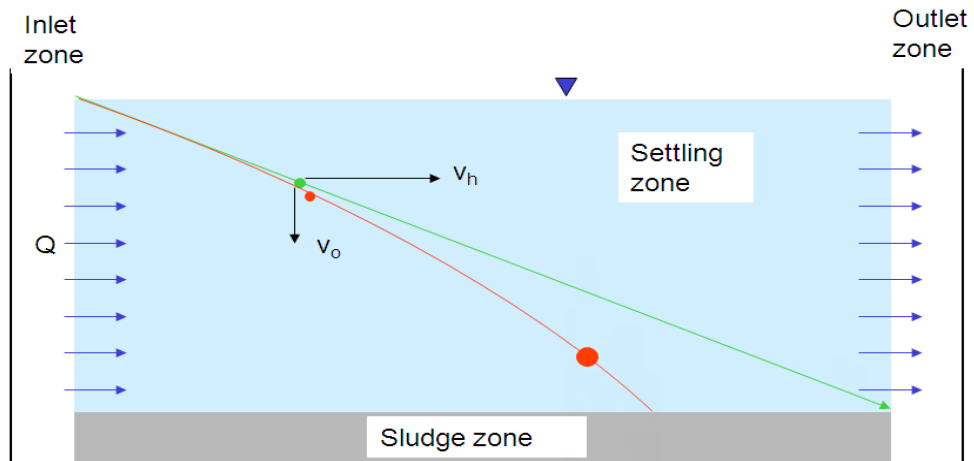 Inlet
zone
Outlet
zone
Settling
zone
vh
vo
Q
Sludge zone